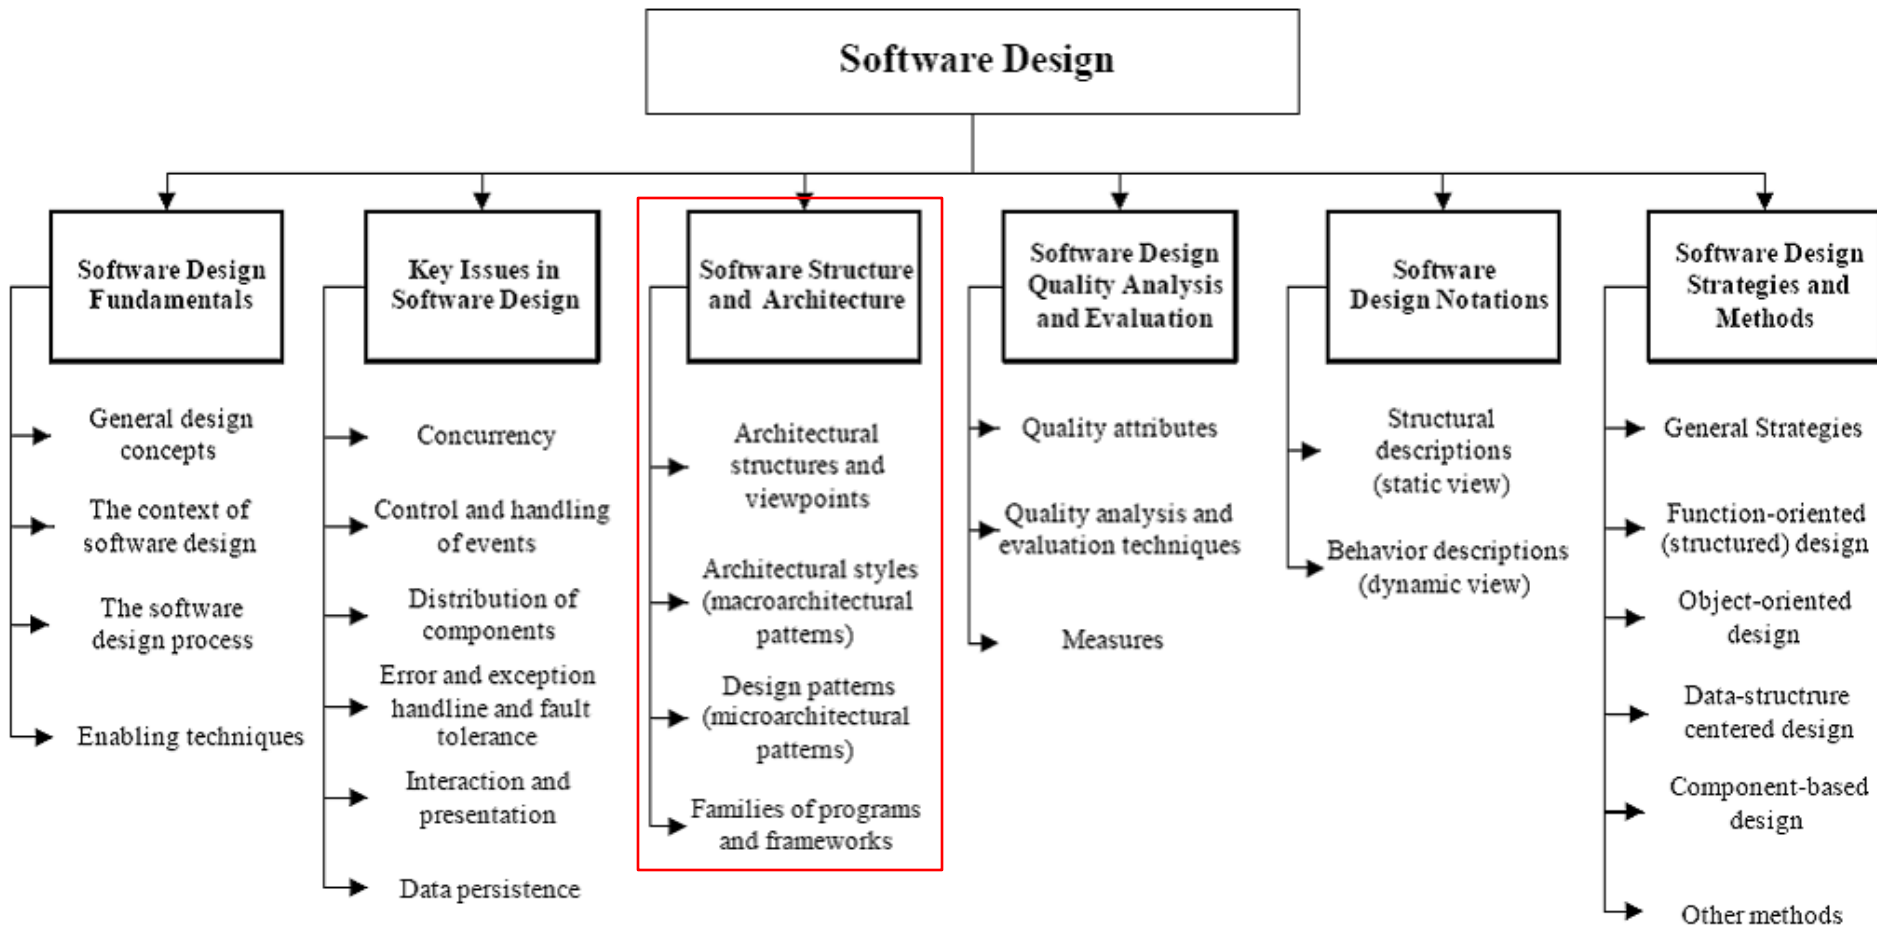 Software Design
Software Design
Fundamentals
General design
concepts
The context of
software design
The software
design process
Enabling techniques
Key Issues in
Software Design
Concurrency
Control and handling
of events
Distribution of
components
Error and exception
handline and fault
tolerance
Interaction and
presentation
Data persistence
Software Structure
and Architecture
Architectural
structures and
viewpoints
Architectural styles
(macroarchitectural
patterns)
Design patterns
(microarchitectural
patterns)
Families of programs
and frameworks
Software Design
Quality Analysis
and Evaluation
Quality attributes
Quality analysis and
evaluation techniques
Measures
Software
Design Notations
Structural
descriptions
(static view)
Behavior descriptions
(dynamic view)
Software Design
Strategies and
Methods
General Strategies
Function-oriented
(structured) design
Object-oriented
design
Data-structrure
centered design
Component-based
design
Other methods